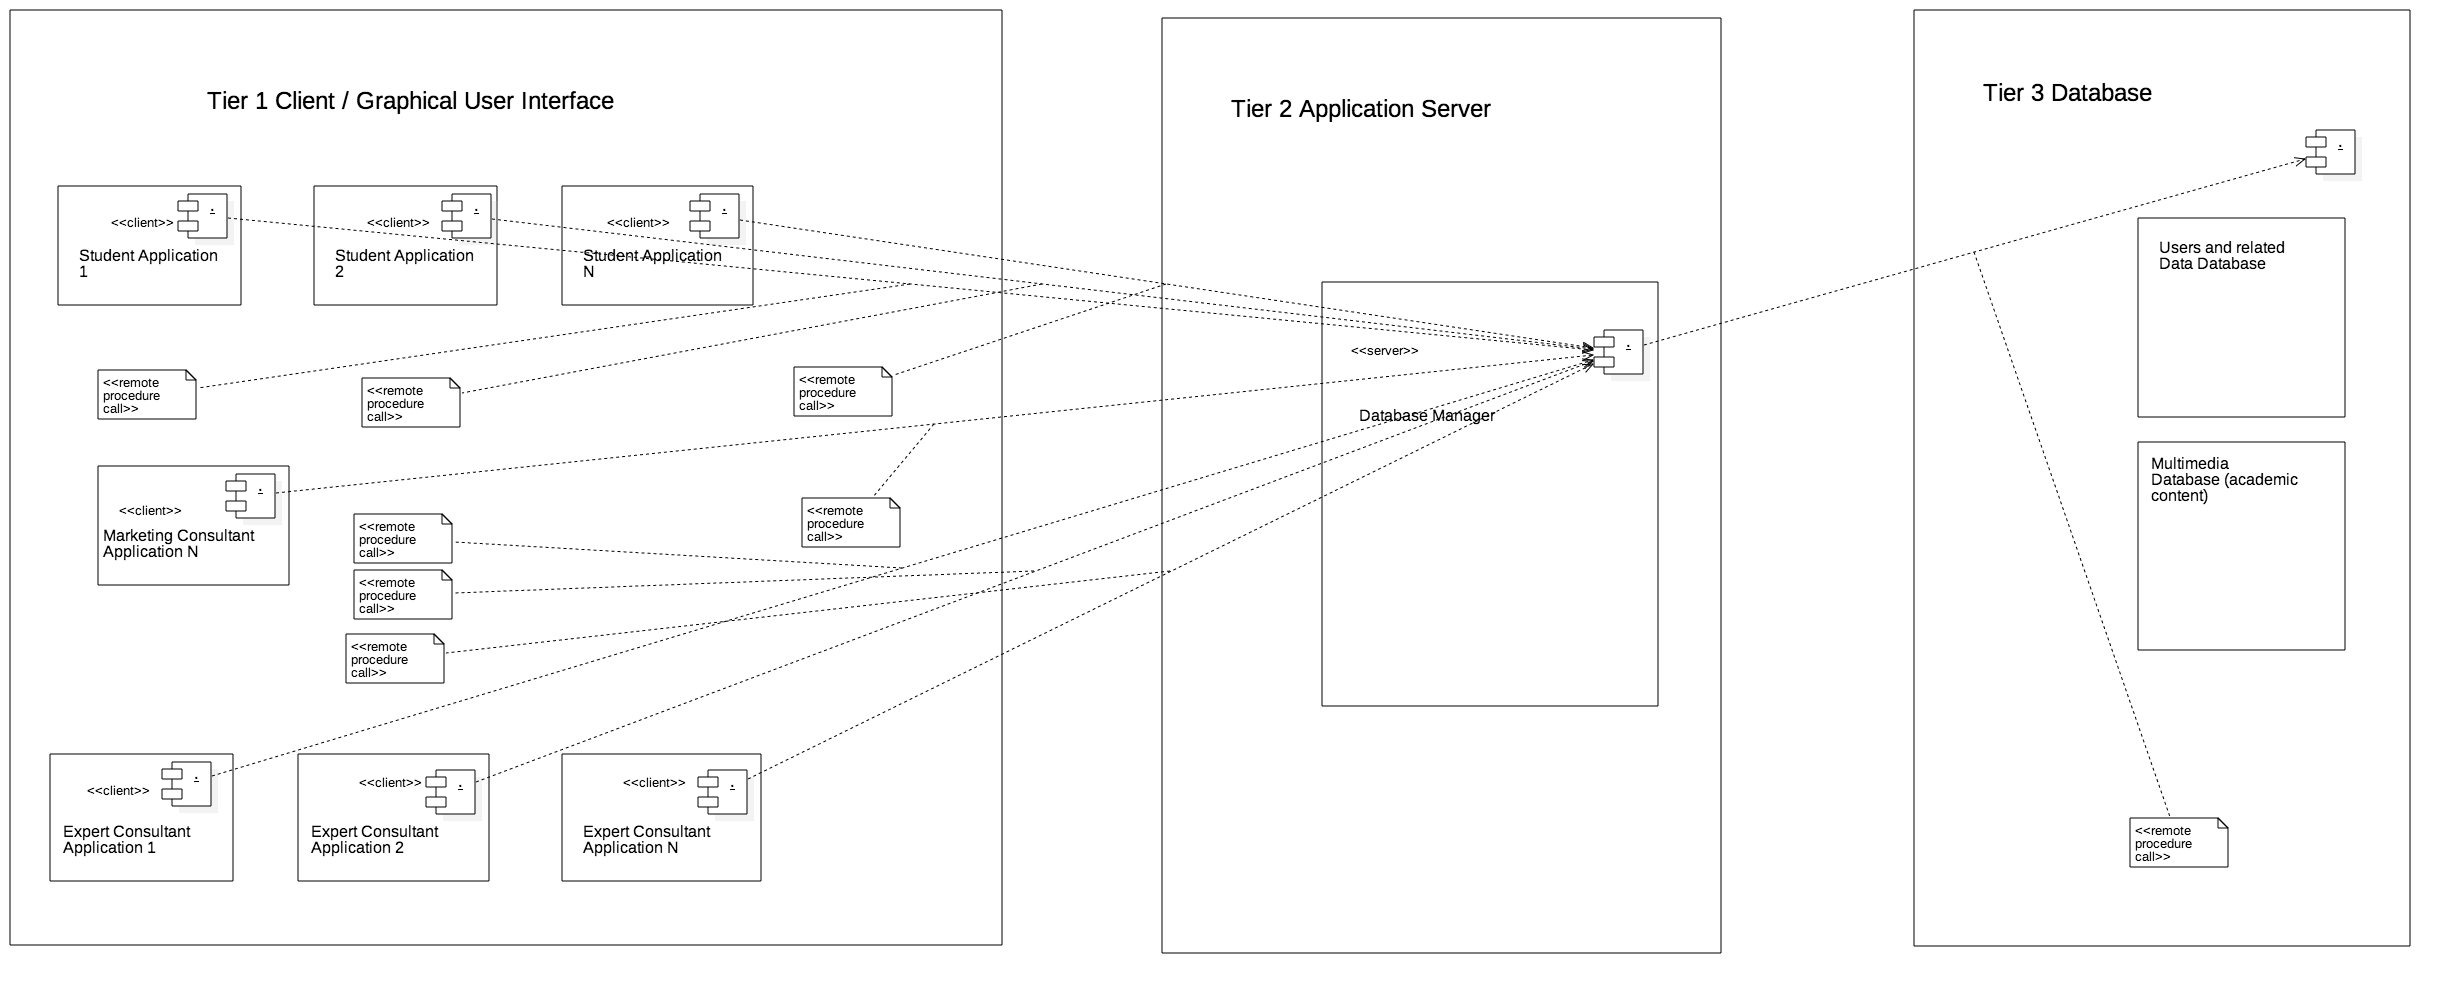 Tier 1 Client / Graphical User Interface
<<client>>
Student Application
1
<<client>>
Student Application
2
<<client>>
Student Application
N
<<remote
procedure
call>>
<<remote
procedure
call>>
<<remote
procedure
call>>
<<client>>
Marketing Consultant
Application N
<<remote
procedure
call>>
<<remote
procedure
call>>
<<remote
procedure
call>>
<<remote
procedure
call>>
<<client>>
Expert Consultant
Application 1
<<client>>
Expert Consultant
Application 2
<<client>>
Expert Consultant
Application N
Tier 2 Application Server
<<server>>
Database Manager
Tier 3 Database
Users and related
Data Database
Multimedia
Database (academic
content)
<<remote
procedure
call>>